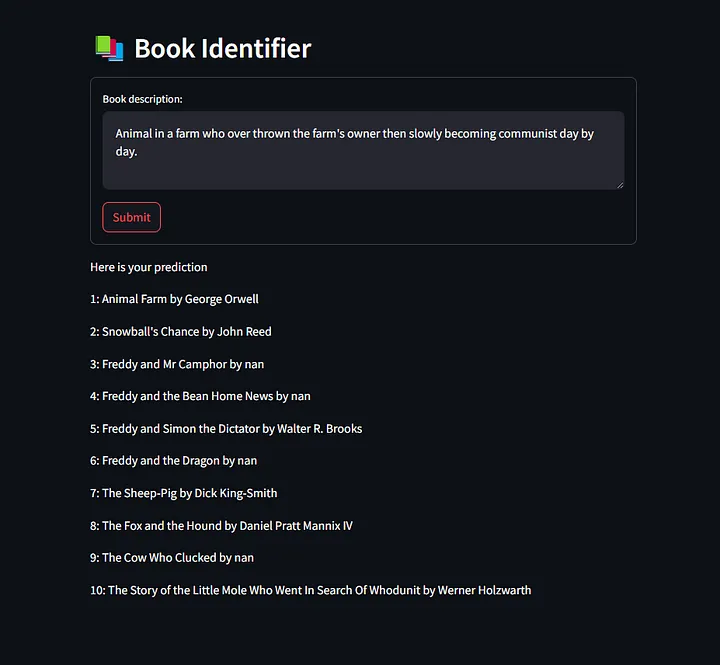 Book Identifier
Book description:
Animal in a farm who over thrown the farm's owner then slowly becoming communist day by
day.
Submit
Here is your prediction
1: Animal Farm by George Orwell
2: Snowball's Chance by John Reed
3: Freddy and Mr Camphor by nan
4: Freddy and the Bean Home News by nan
5: Freddy and Simon the Dictator by Walter R. Brooks
6: Freddy and the Dragon by nan
7: The Sheep-Pig by Dick King-Smith
8: The Fox and the Hound by Daniel Pratt Mannix IV
9: The Cow Who Clucked by nan
10: The Story of the Little Mole Who Went In Search Of Whodunit by Werner Holzwarth